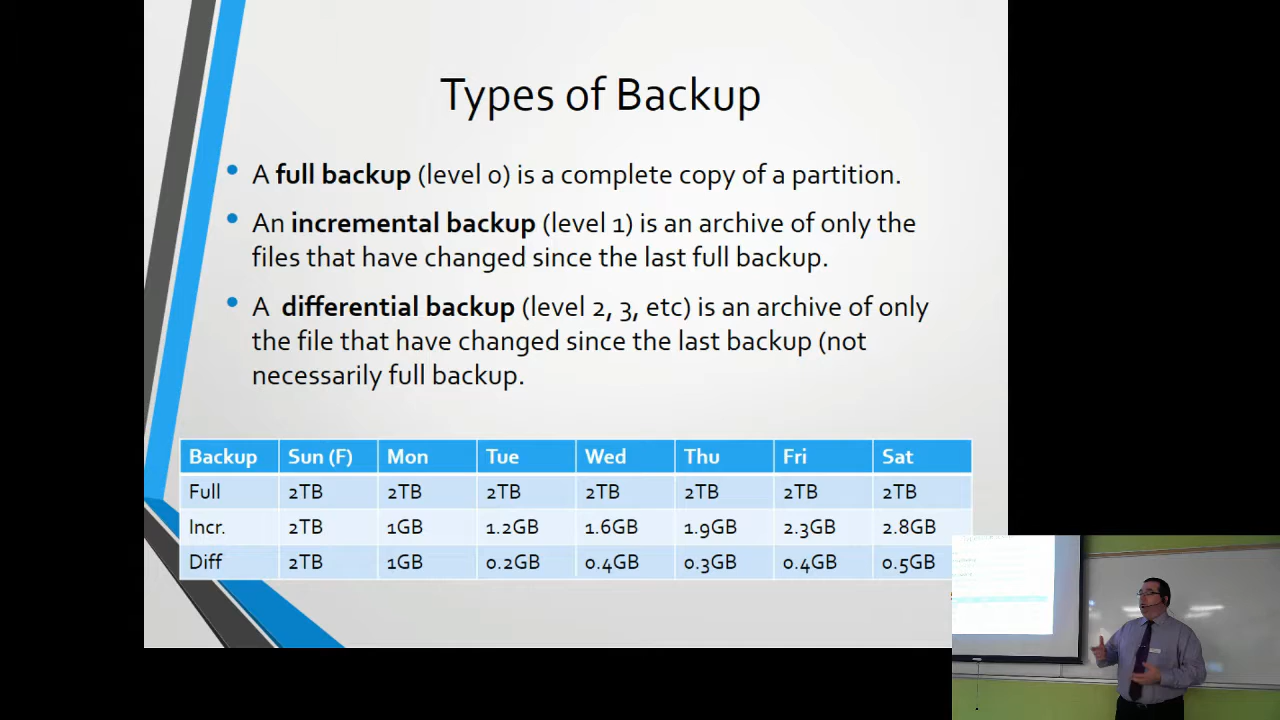 Types of Backup
• A full backup (level 0) is a complete copy of a partition.
• An incremental backup (level 1) is an archive of only the
files that have changed since the last full backup.
• A differential backup (level 2, 3, etc) is an archive of only
the file that have changed since the last backup (not
necessarily full backup.
Backup Sun (F) Mon Tue Wed Thu Fri Sat
Full 2TB 2TB 2TB 2TB 2TB 2TB 2TB
Incr. 2TB 1GB 1.2GB 1.6GB 1.9GB 2.3GB 2.8GB
Diff 2TB 1GB 0.2GB 0.4GB 0.3GB 0.4GB 0.5GB